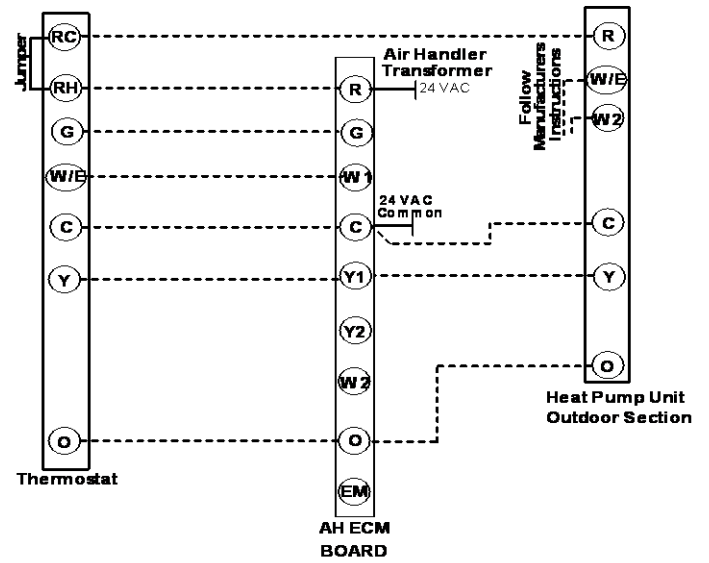 RC
RH
Jumper
G
W/E
C
Y
O
Thermostat
Air Handler
Transformer
R
24 VAC
G
W1
24 VAC
Common
C
Y1
Y2
W2
O
EM
AH ECM
BOARD
R
W/E
W2
Follow
Manufacturers
Instructions
C
Y
O
Heat Pump Unit
Outdoor Section